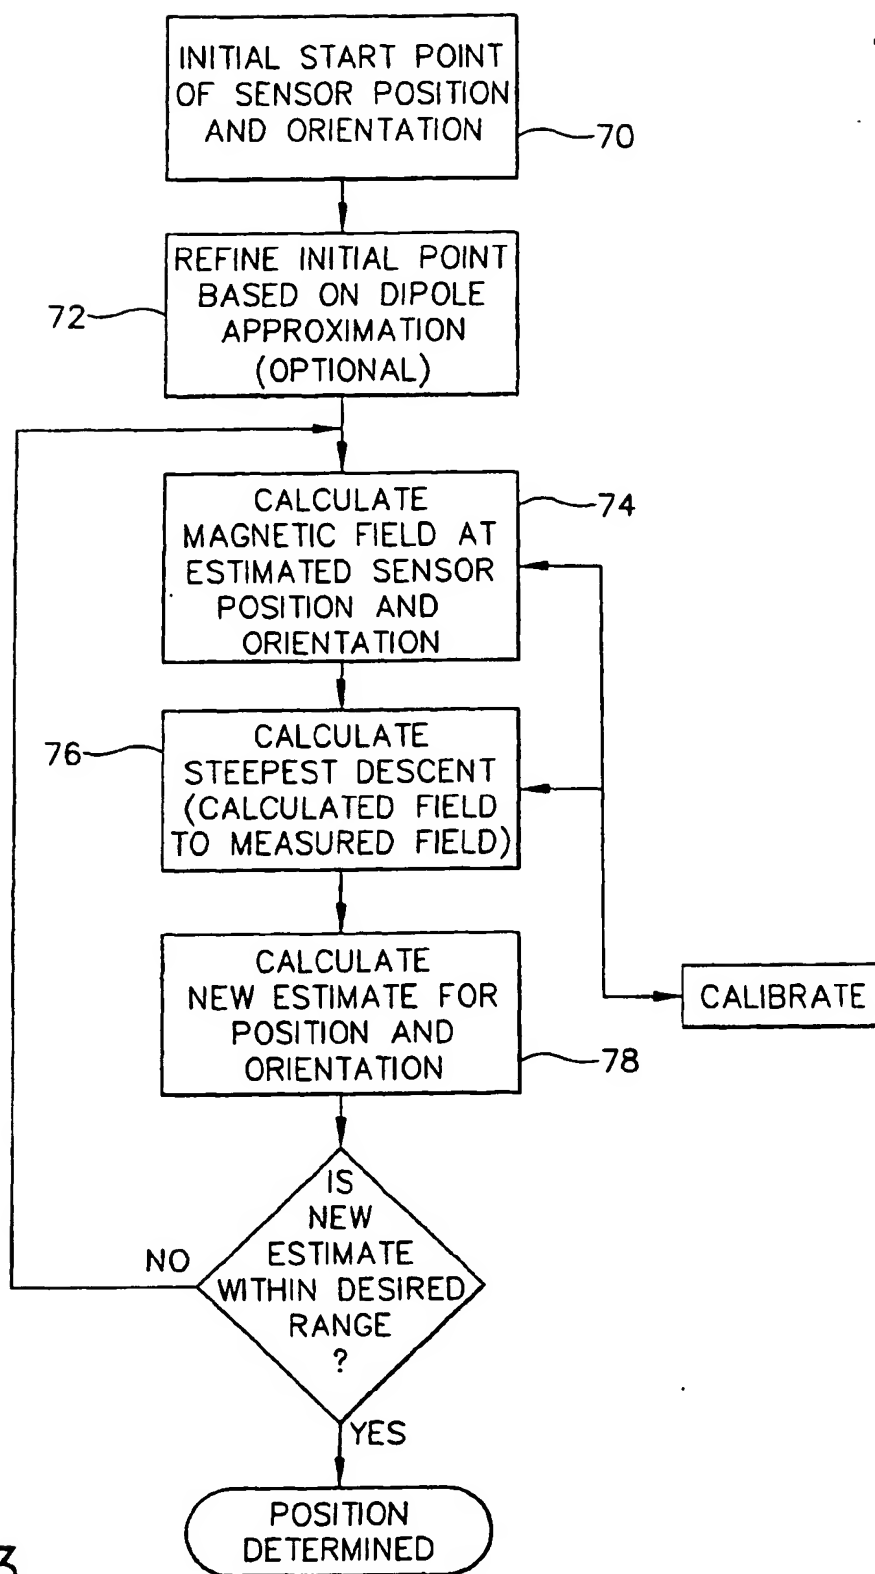 INITIAL START POINT
OF SENSOR POSITION
AND ORIENTATION
70
REFINE INITIAL POINT
BASED ON DIPOLE
APPROXIMATION
(OPTIONAL)
72
CALCULATE
MAGNETIC FIELD AT
ESTIMATED SENSOR
POSITION AND
ORIENTATION
74
CALCULATE
STEEPEST DESCENT
(CALCULATED FIELD
TO MEASURED FIELD)
76
CALCULATE
NEW ESTIMATE FOR
POSITION AND
ORIENTATION
78
CALIBRATE
IS
NEW
ESTIMATE
WITHIN DESIRED
RANGE
?
NO
YES
POSITION
DETERMINED
3